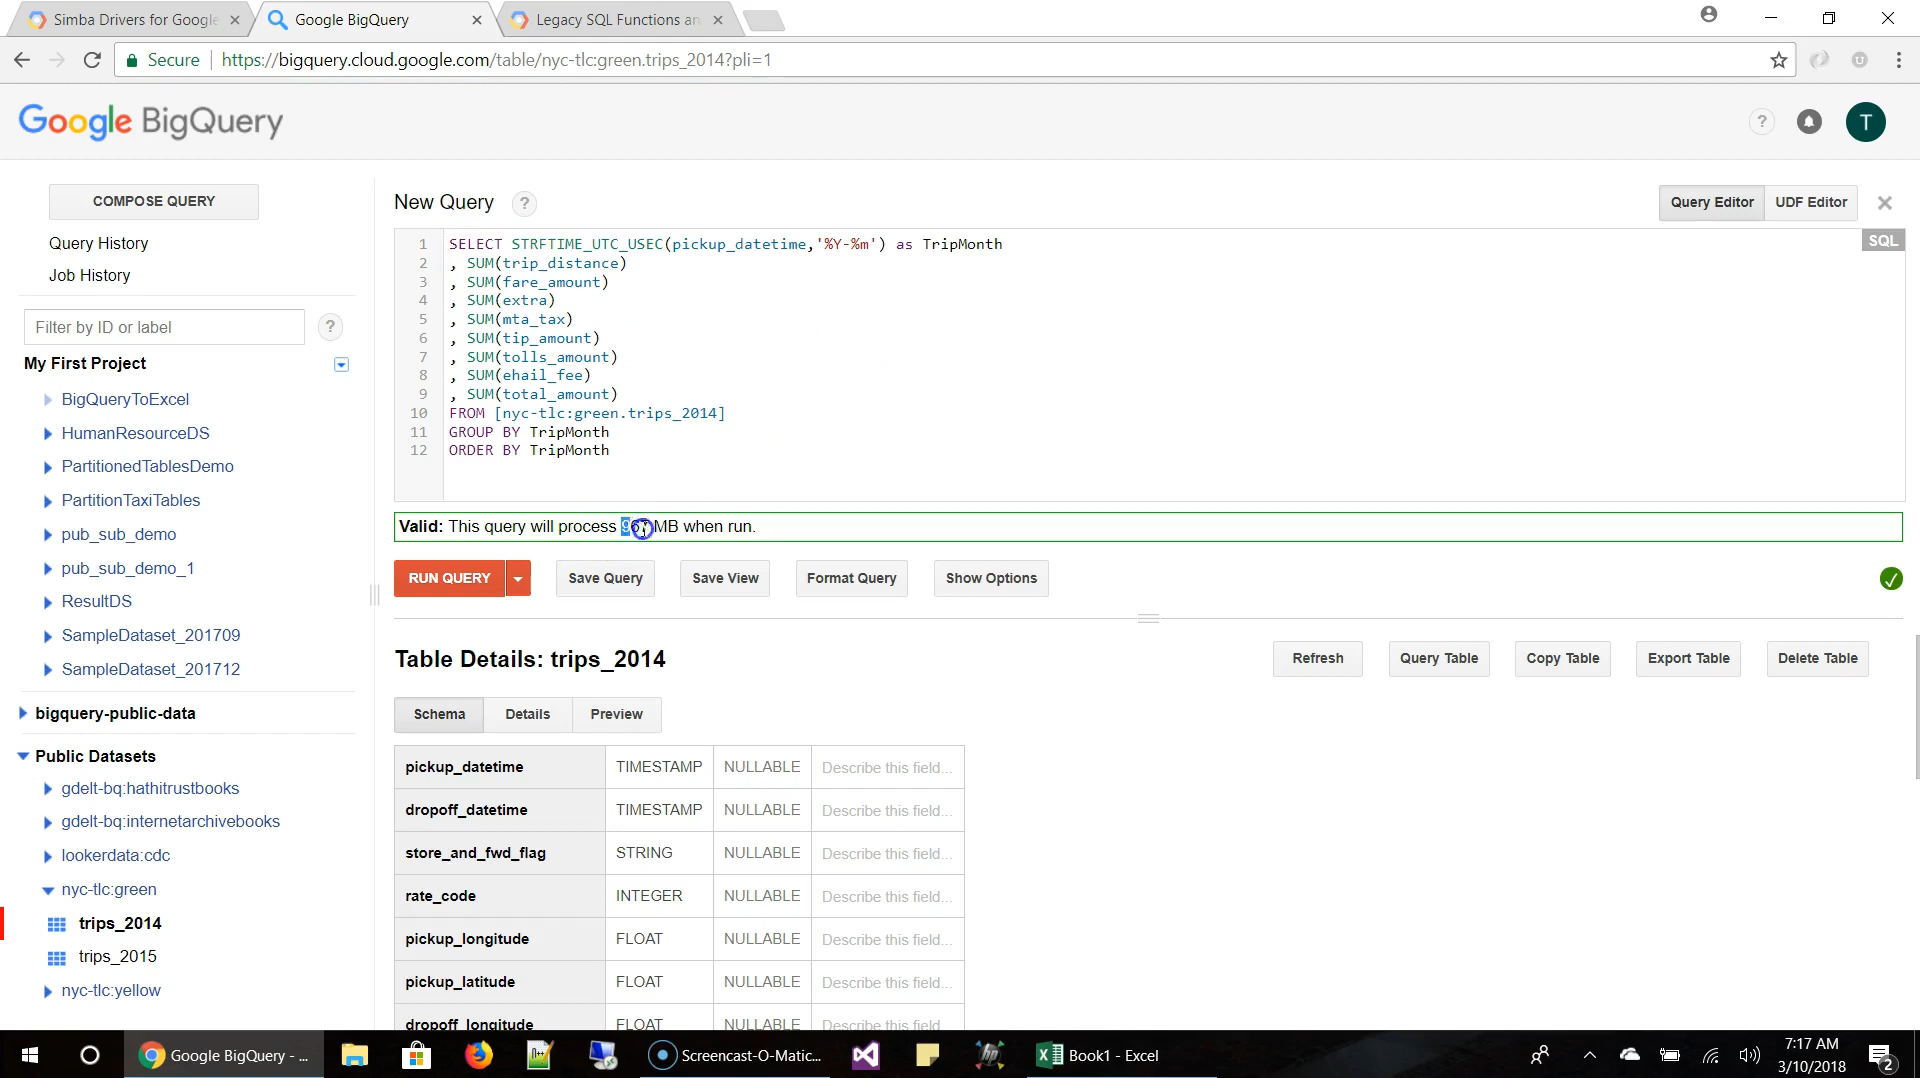 Simba Drivers for Google
Google BigQuery
Legacy SQL Functions an
Secure
https://bigquery.cloud.google.com/table/nyc-tlc:green.trips_2014?pli=1
Google BigQuery
?
T
COMPOSE QUERY
Query History
Job History
Filter by ID or label
?
My First Project
BigQueryToExcel
HumanResourceDS
PartitionedTablesDemo
PartitionTaxiTables
pub_sub_demo
pub_sub_demo_1
ResultDS
SampleDataset_201709
SampleDataset_201712
bigquery-public-data
Public Datasets
gdelt-bq:hathitrustbooks
gdelt-bq:internetarchivebooks
lookerdata:cdc
nyc-tlc:green
trips_2014
trips_2015
nyc-tlc:yellow
New Query ?
Query Editor
UDF Editor
SQL
1 SELECT STRFTIME_UTC_USEC(pickup_datetime,'%Y-%m') as TripMonth
2 , SUM(trip_distance)
3 , SUM(fare_amount)
4 , SUM(extra)
5 , SUM(mta_tax)
6 , SUM(tip_amount)
7 , SUM(tolls_amount)
8 , SUM(ehail_fee)
9 , SUM(total_amount)
10 FROM [nyc-tlc:green.trips_2014]
11 GROUP BY TripMonth
12 ORDER BY TripMonth
Valid: This query will process MB when run.
RUN QUERY
Save Query
Save View
Format Query
Show Options
Table Details: trips_2014
Refresh
Query Table
Copy Table
Export Table
Delete Table
Schema
Details
Preview
pickup_datetime TIMESTAMP NULLABLE Describe this field...
dropoff_datetime TIMESTAMP NULLABLE Describe this field...
store_and_fwd_flag STRING NULLABLE Describe this field...
rate_code INTEGER NULLABLE Describe this field...
pickup_longitude FLOAT NULLABLE Describe this field...
pickup_latitude FLOAT NULLABLE Describe this field...
dropoff_longitude FLOAT NULLABLE Describe this field
Google BigQuery - ...
Screencast-O-Matic...
Book1 - Excel
7:17 AM
3/10/2018
2